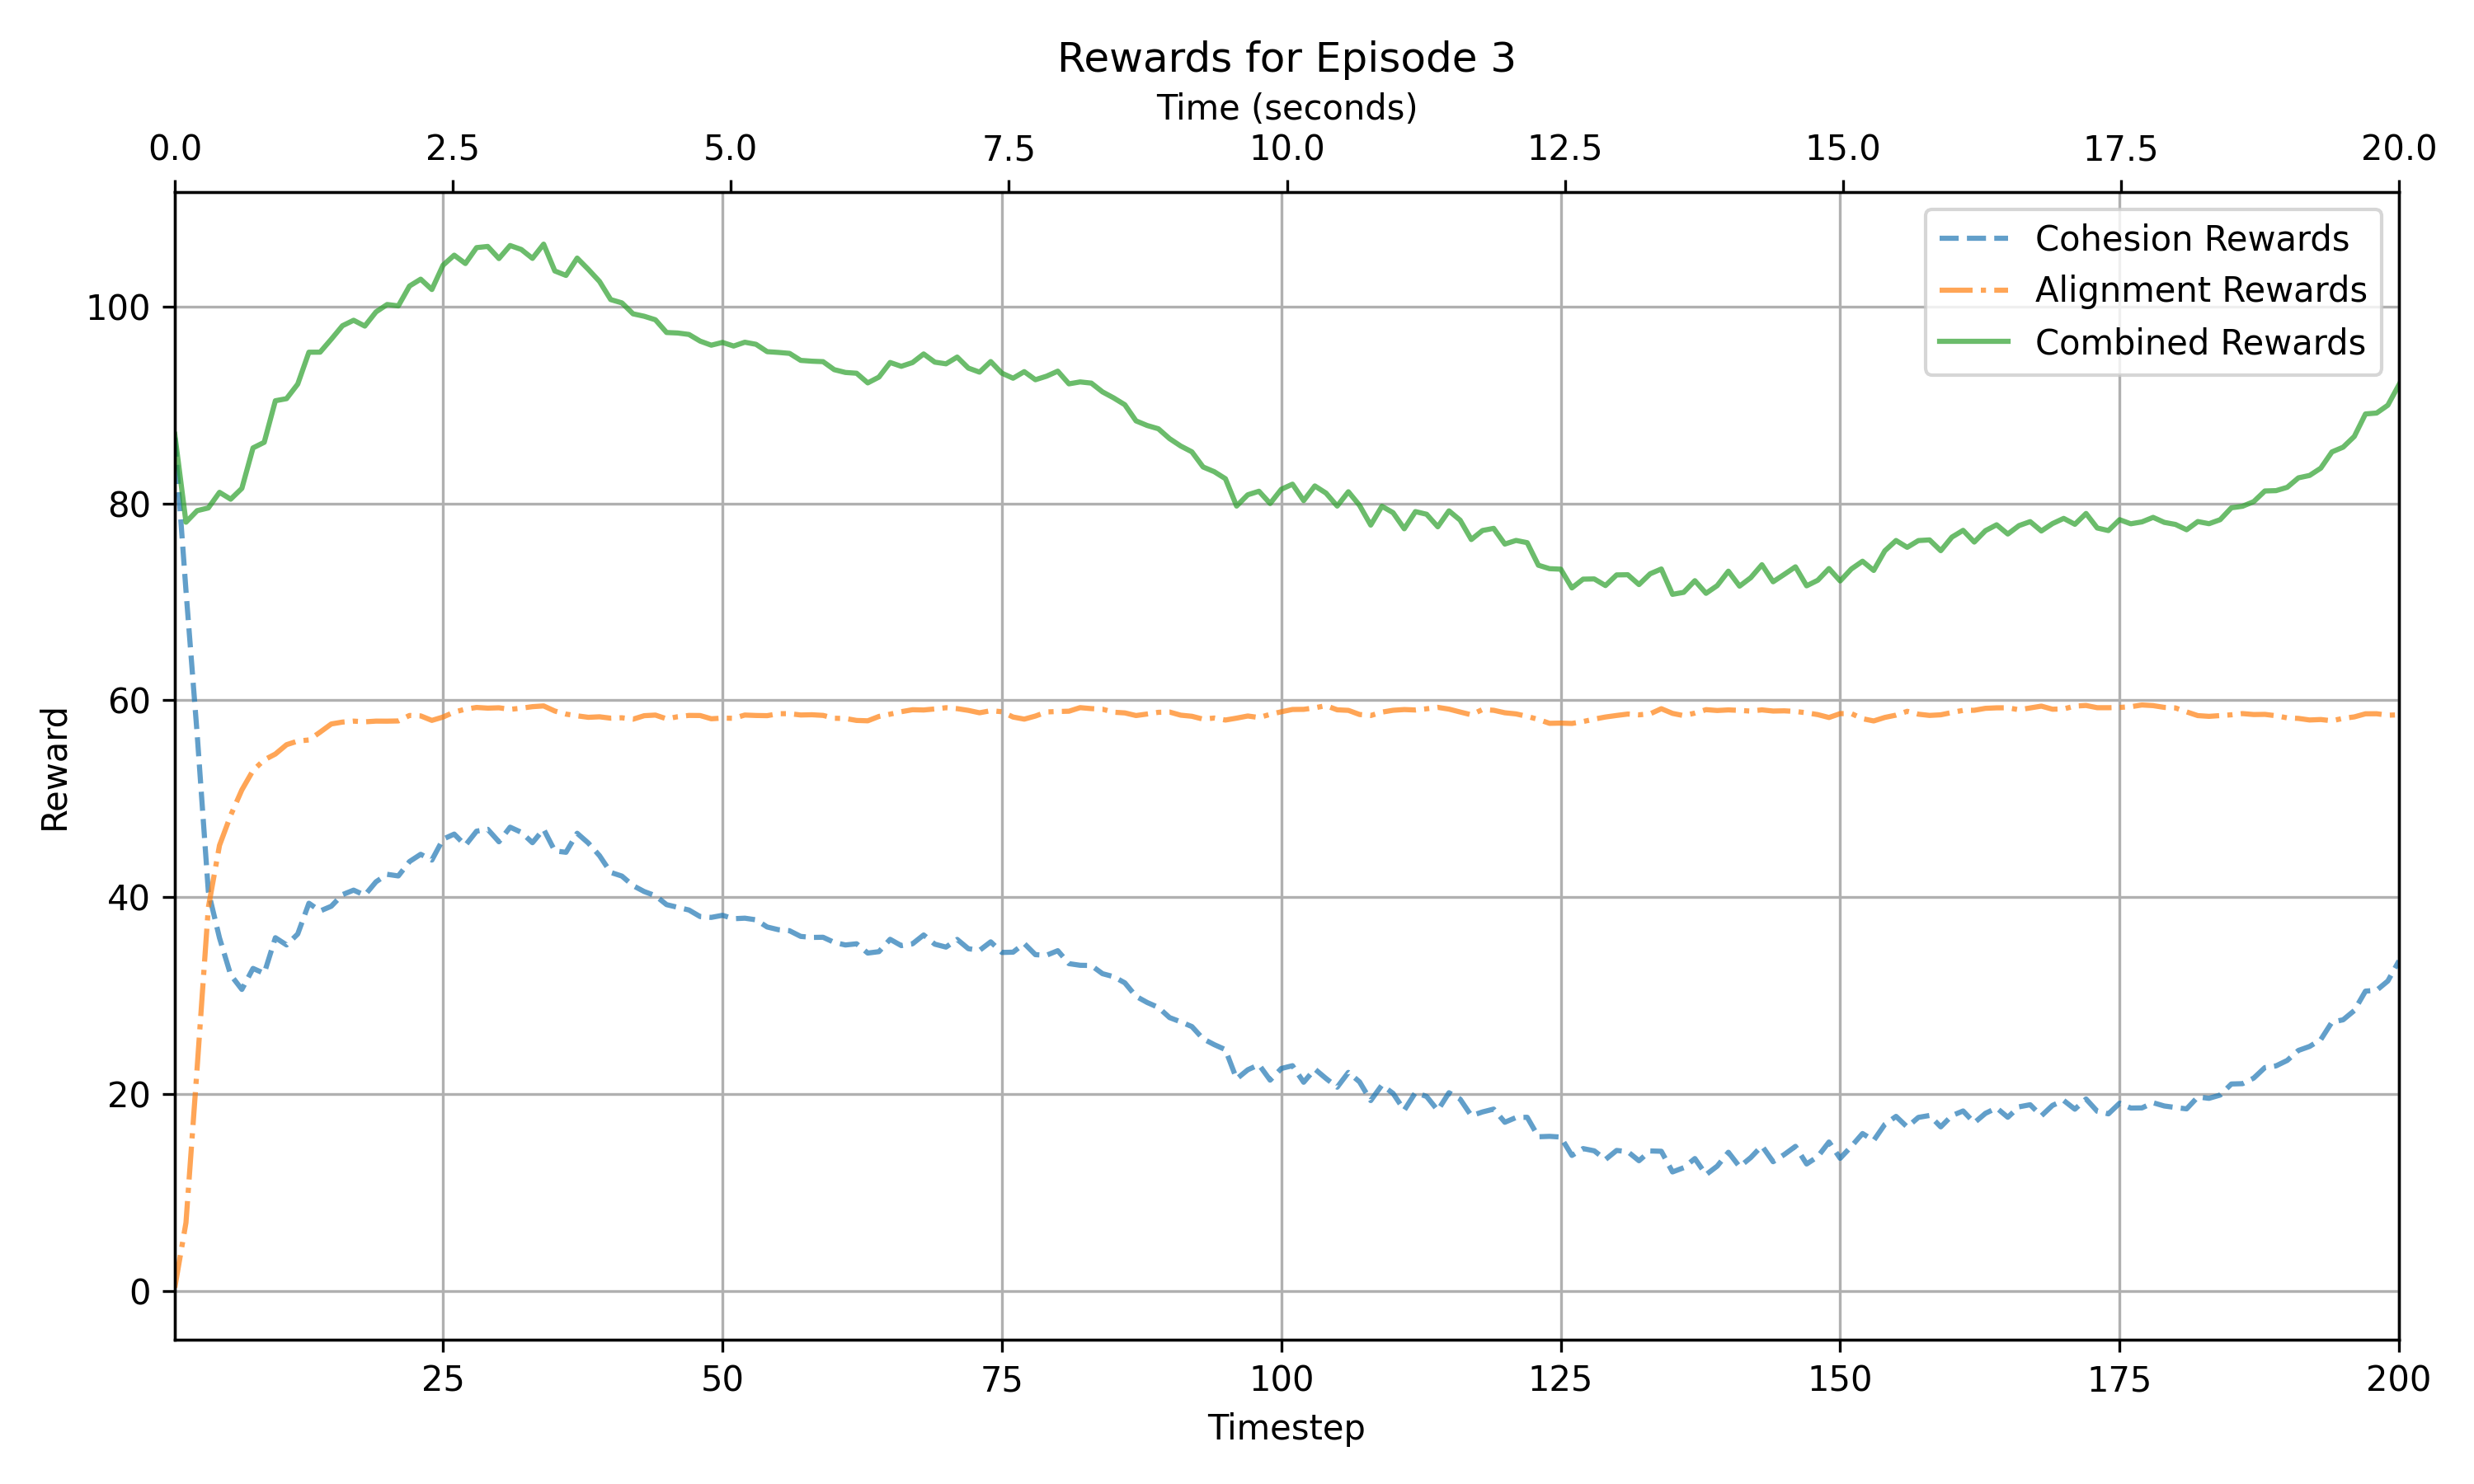 Rewards for Episode 3
Time (seconds)
0.0 2.5 5.0 7.5 10.0 12.5 15.0 17.5 20.0
Cohesion Rewards
Alignment Rewards
Combined Rewards
100
80
60
40
20
0
Reward
25 50 75 100 125 150 175 200
Timestep